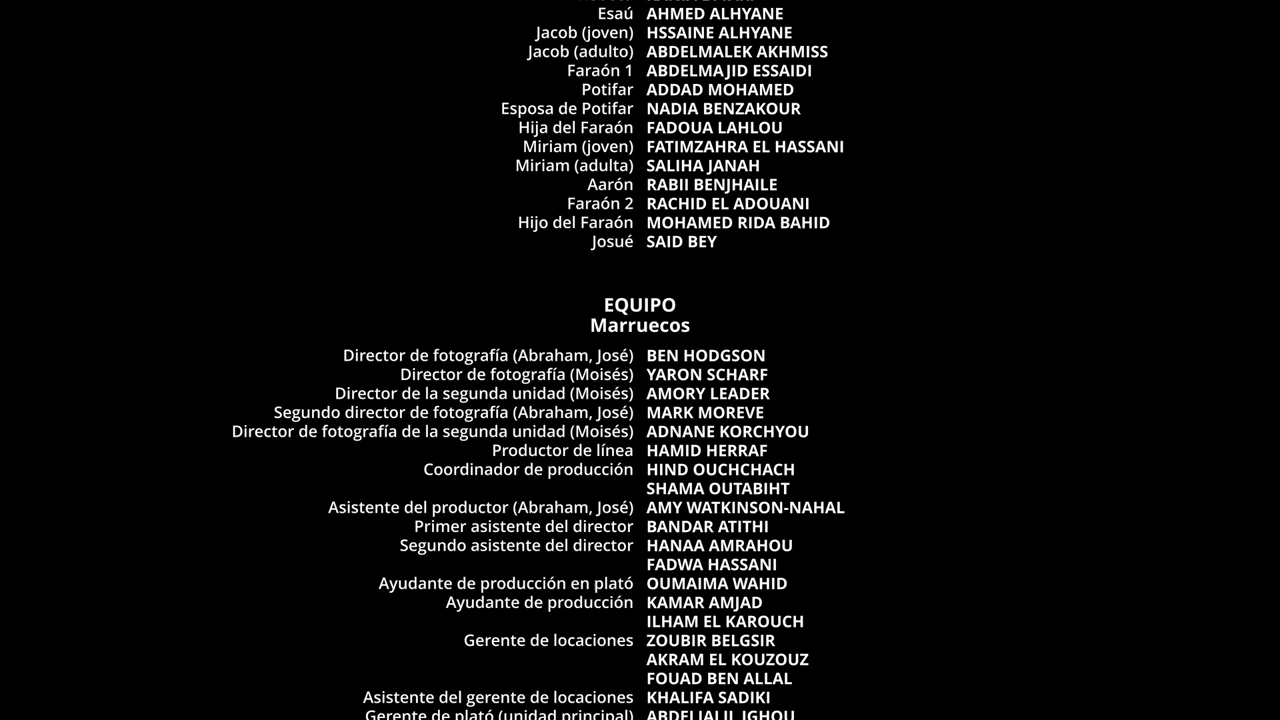 Esaú AHMED ALHYANE
Jacob (joven) HSSAINE ALHYANE
Jacob (adulto) ABDELMALEK AKHMISS
Faraón 1 ABDELMAJID ESSAIDI
Potifar ADDAD MOHAMED
Esposa de Potifar NADIA BENZAKOUR
Hija del Faraón FADOUA LAHLOU
Miriam (joven) FATIMZAHRA EL HASSANI
Miriam (adulta) SALIHA JANAH
Aarón RABII BENJHAILE
Faraón 2 RACHID EL ADOUANI
Hijo del Faraón MOHAMED RIDA BAHID
Josué SAID BEY
EQUIPO
Marruecos
Director de fotografía (Abraham, José) BEN HODGSON
Director de fotografía (Moisés) YARON SCHARF
Director de la segunda unidad (Moisés) AMORY LEADER
Segundo director de fotografía (Abraham, José) MARK MOREVE
Director de fotografía de la segunda unidad (Moisés) ADNANE KORCHYOU
Productor de línea HAMID HERRAF
Coordinador de producción HIND OUCHCHACH
SHAMA OUTABIHT
Asistente del productor (Abraham, José) AMY WATKINSON-NAHAL
Primer asistente del director BANDAR ATITHI
Segundo asistente del director HANAA AMRAHOU
FADWA HASSANI
Ayudante de producción en plató OUMAIMA WAHID
Ayudante de producción KAMAR AMJAD
ILHAM EL KAROUCH
Gerente de locaciones ZOUBIR BELGSIR
AKRAM EL KOUZOUZ
FOUAD BEN ALLAL
Asistente del gerente de locaciones KHALIFA SADIKI
Gerente de plató (unidad principal) ABDELJALIL IGHOU